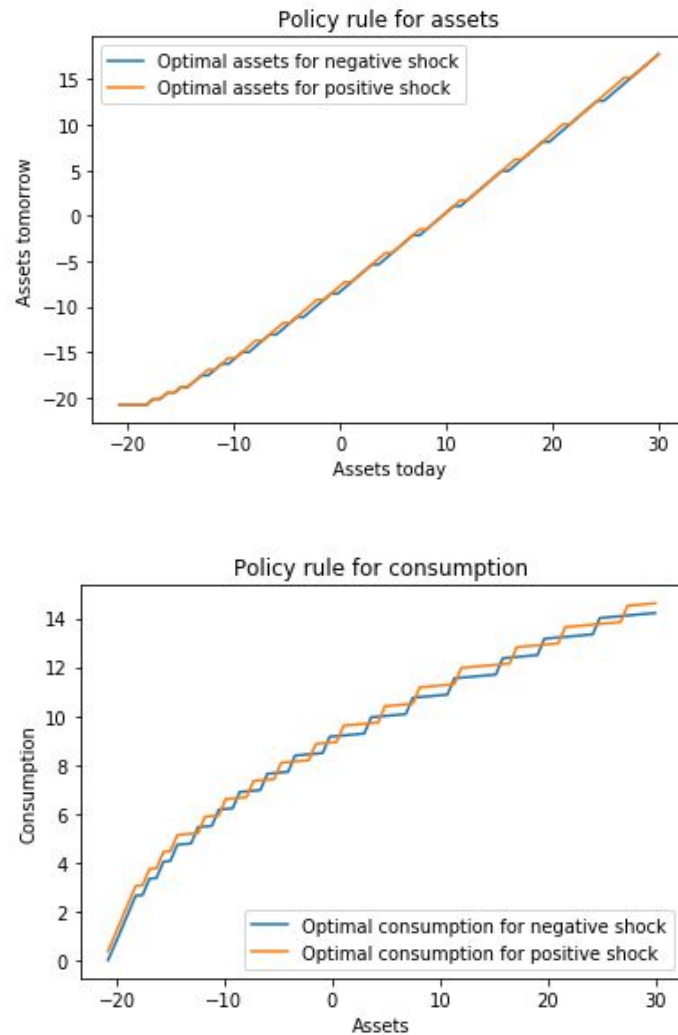 Policy rule for assets
Optimal assets for negative shock
Optimal assets for positive shock
15
10
5
0
−5
−10
−15
−20
Assets tomorrow
−20 −10 0 10 20 30
Assets today
Policy rule for consumption
14
12
10
8
6
4
2
0
Consumption
Optimal consumption for negative shock
Optimal consumption for positive shock
−20 −10 0 10 20 30
Assets